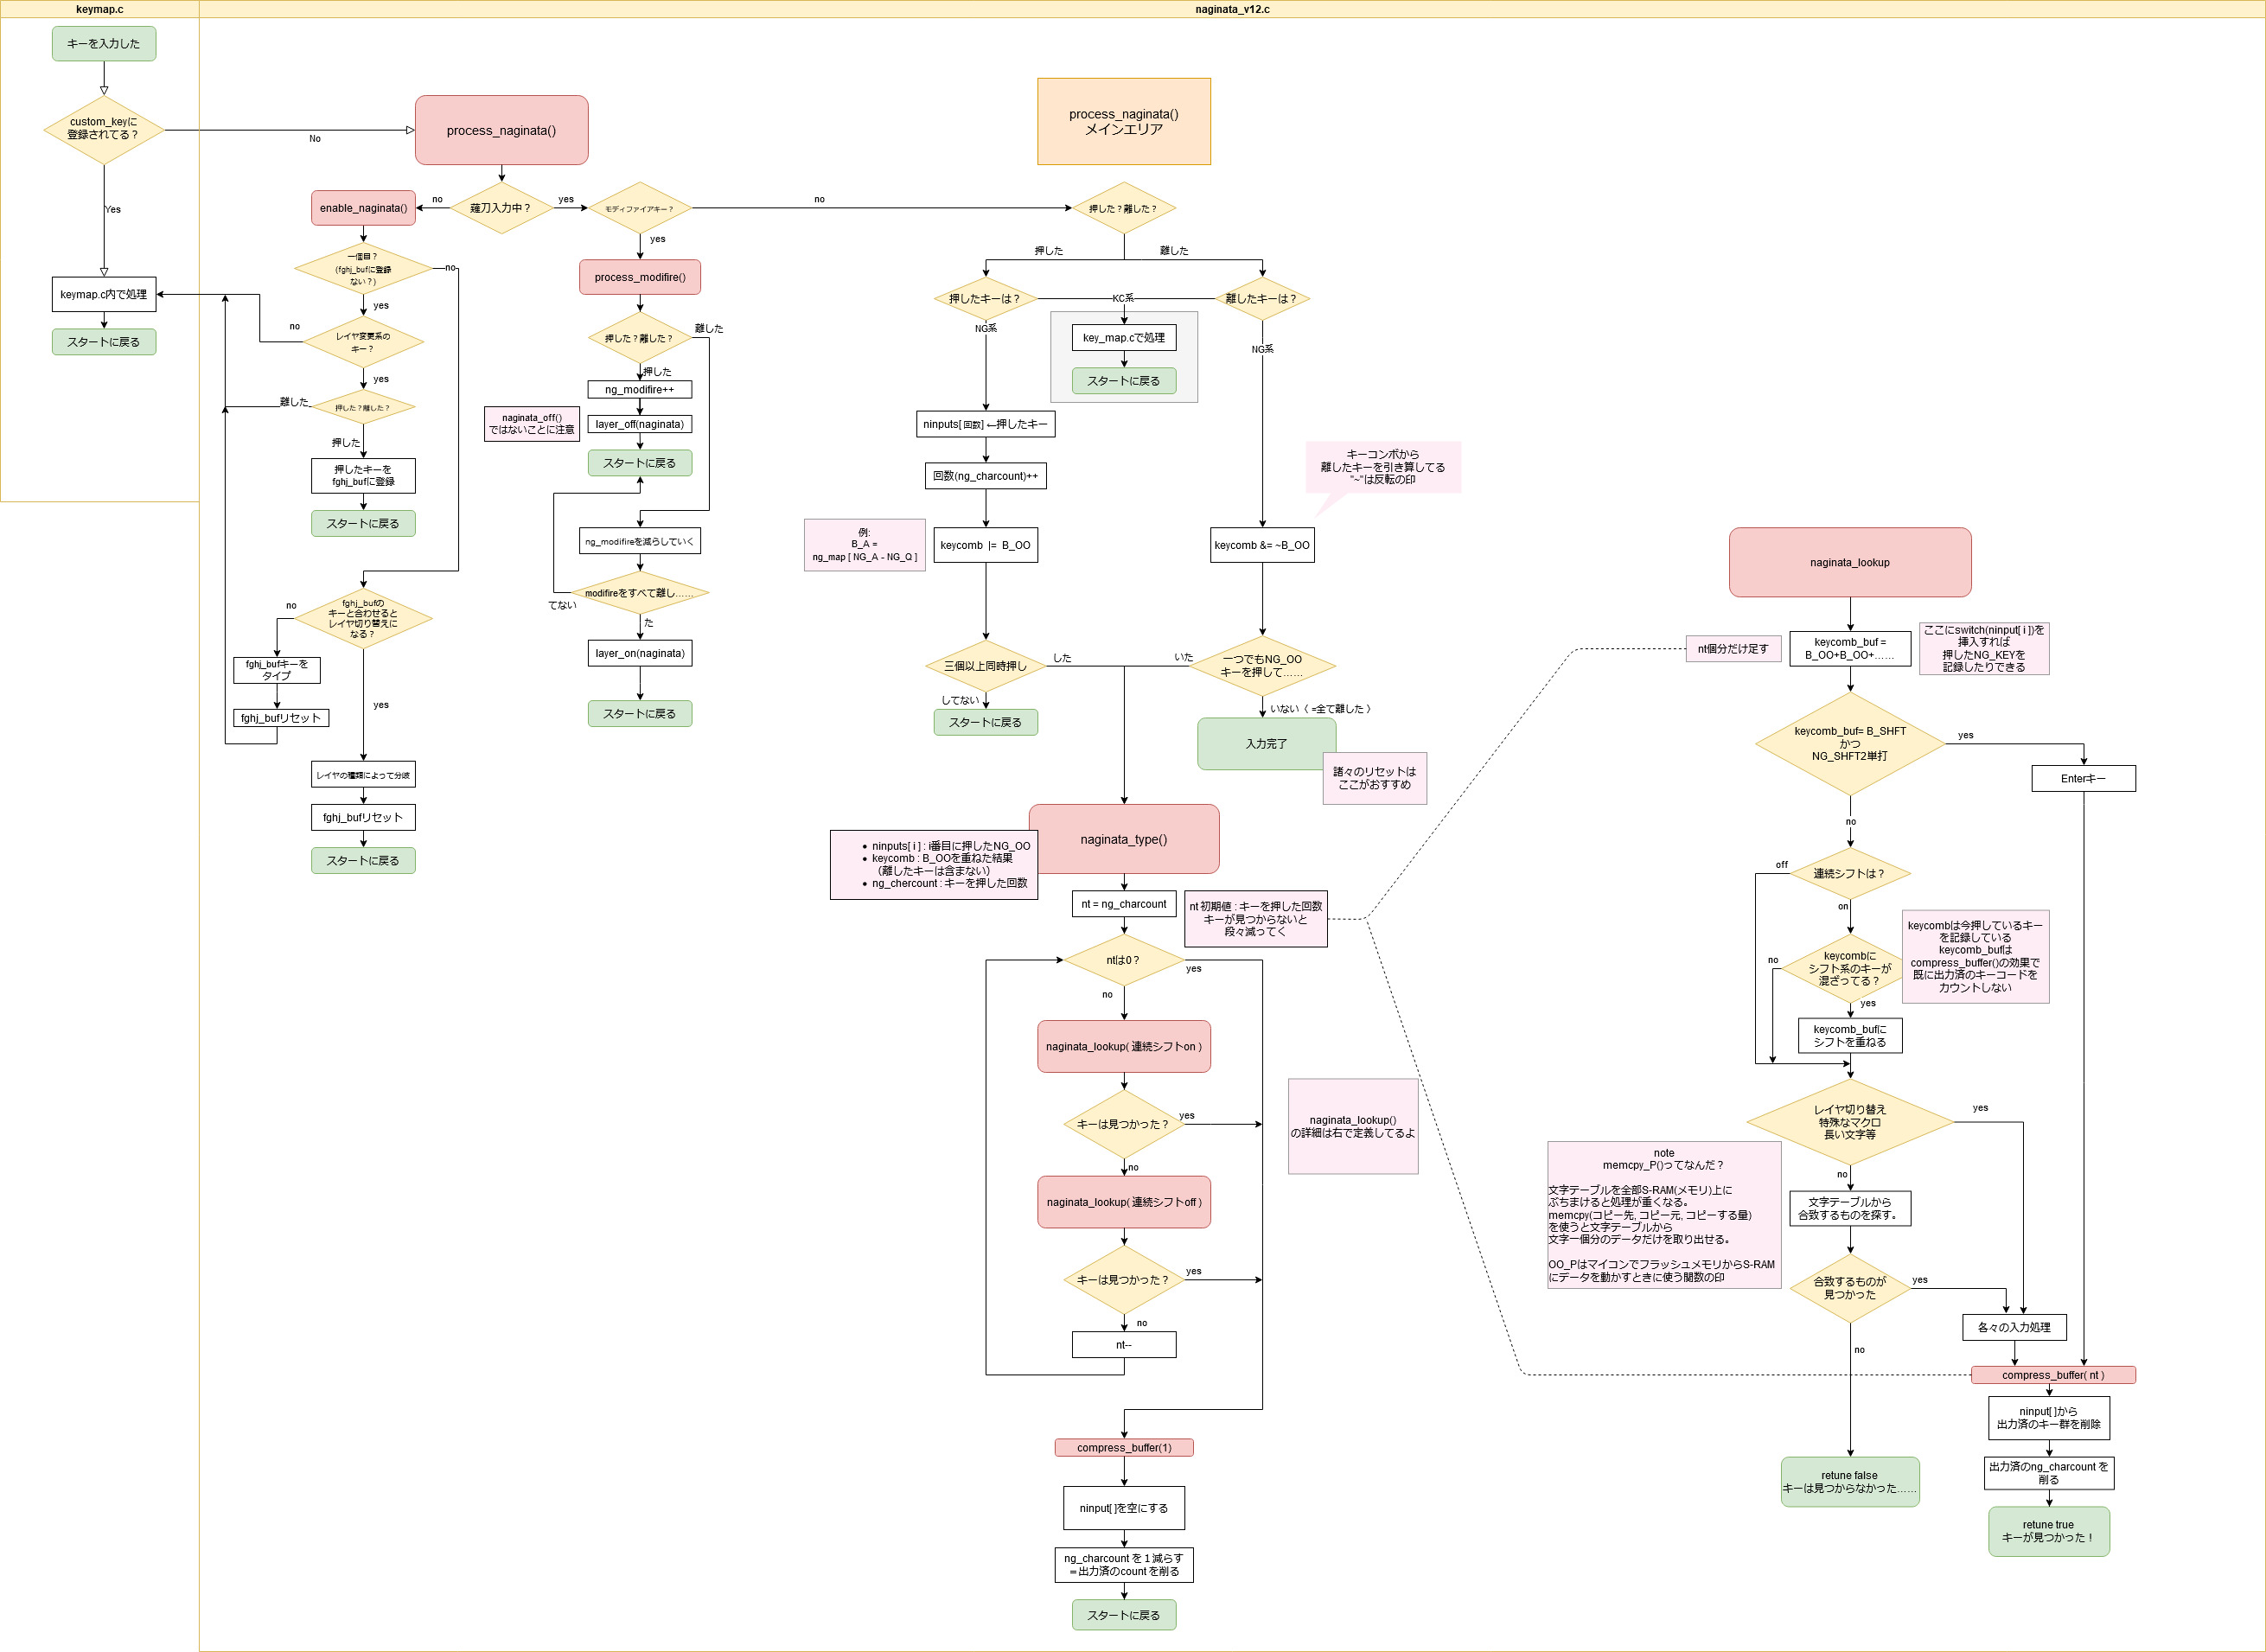 keymap.c
キーを入力した
custom_keyに
登録されてる？
No
Yes
keymap.c内で処理
スタートに戻る
naginata_v12.c
process_naginata()
薙刀入力中？
no
yes
enable_naginata()
一個目？
(fghj_bufに登録
ない？)
no
yes
レイヤ変更系の
キー？
no
yes
押した？離した？
離した
押した
押したキーを
fghj_bufに登録
スタートに戻る
fghj_bufの
キーと合わせると
レイヤ切り替えに
なる？
no
yes
fghj_bufキーを
タイプ
fghj_bufリセット
レイヤの種類によって分岐
fghj_bufリセット
スタートに戻る
モディファイアキー？
no
yes
process_modifire()
押した？離した？
離した
押した
ng_modifire++
naginata_off()
ではないことに注意
layer_off(naginata)
スタートに戻る
ng_modifireを減らしていく
modifireをすべて離し……
てない
た
layer_on(naginata)
スタートに戻る
process_naginata()
メインエリア
押した？離した？
押した
離した
押したキーは？
KC系
離したキーは？
NG系
NG系
key_map.cで処理
スタートに戻る
ninputs[ 回数] ←押したキー
回数(ng_charcount)++
例:
B_A =
ng_map [ NG_A - NG_Q ]
keycomb |= B_OO
キーコンボから
離したキーを引き算してる
"~"は反転の印
keycomb &= ~B_OO
三個以上同時押し
した
してない
スタートに戻る
いた
一つでもNG_OO
キーを押して……
いない（ =全て離した ）
入力完了
諸々のリセットは
ここがおすすめ
naginata_type()
• ninputs[ i ] : i番目に押したNG_OO
• keycomb : B_OOを重ねた結果
（離したキーは含まない）
• ng_chercount : キーを押した回数
nt = ng_charcount
nt 初期値 : キーを押した回数
キーが見つからないと
段々減ってく
ntは0？
yes
no
naginata_lookup( 連続シフトon )
キーは見つかった？
yes
no
naginata_lookup( 連続シフトoff )
キーは見つかった？
yes
no
nt--
naginata_lookup()
の詳細は右で定義してるよ
compress_buffer(1)
ninput[ ]を空にする
ng_charcount を１減らす
＝出力済のcount を削る
スタートに戻る
naginata_lookup
nt個分だけ足す
keycomb_buf =
B_OO+B_OO+……
ここにswitch(ninput[ i ])を
挿入すれば
押したNG_KEYを
記録したりできる
keycomb_buf= B_SHFT
かつ
NG_SHFT2単打
yes
no
Enterキー
連続シフトは？
off
on
keycombに
シフト系のキーが
混ざってる？
no
yes
keycombは今押しているキー
を記録している
keycomb_bufは
compress_buffer()の効果で
既に出力済のキーコードを
カウントしない
keycomb_bufに
シフトを重ねる
レイヤ切り替え
特殊なマクロ
長い文字等
yes
no
note
memcpy_P()ってなんだ？
文字テーブルを全部S-RAM(メモリ)上に
ぶちまけると処理が重くなる。
memcpy(コピー先, コピー元, コピーする量)
を使うと文字テーブルから
文字一個分のデータだけを取り出せる。
OO_PはマイコンでフラッシュメモリからS-RAM
にデータを動かすときに使う関数の印
文字テーブルから
合致するものを探す。
合致するものが
見つかった
yes
no
各々の入力処理
compress_buffer( nt )
ninput[ ]から
出力済のキー群を削除
出力済のng_charcount を
削る
retune false
キーは見つからなかった……
retune true
キーが見つかった！